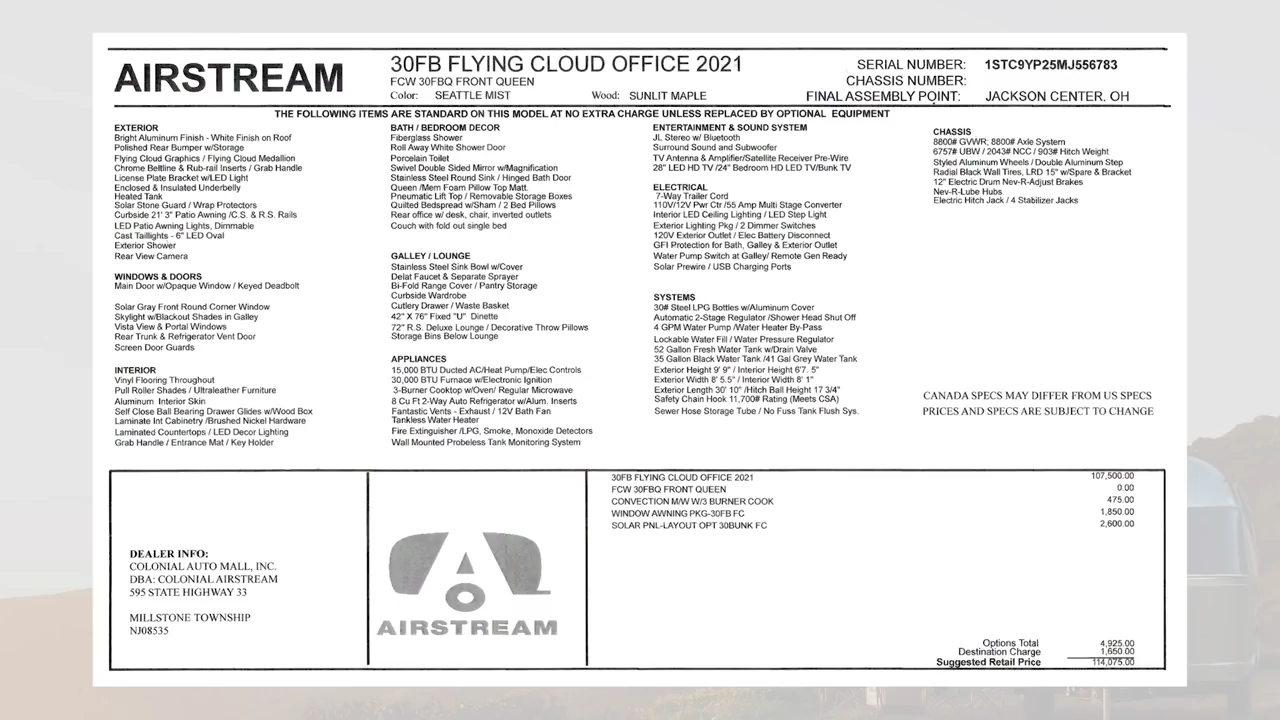 AIRSTREAM
30FB FLYING CLOUD OFFICE 2021
FCW 30FBQ FRONT QUEEN
Color: SEATTLE MIST Wood: SUNLIT MAPLE
SERIAL NUMBER: 1STC9YP25MJ556783
CHASSIS NUMBER:
FINAL ASSEMBLY POINT: JACKSON CENTER, OH
THE FOLLOWING ITEMS ARE STANDARD ON THIS MODEL AT NO EXTRA CHARGE UNLESS REPLACED BY OPTIONAL EQUIPMENT
EXTERIOR
Bright Aluminum Finish - White Finish on Roof
Polished Rear Bumper w/Storage
Flying Cloud Graphics / Flying Cloud Medallion
Chrome Beltline & Rub-rail Inserts / Grab Handle
License Plate Bracket w/LED Light
Enclosed & Insulated Underbelly
Heated Tank
Solar Stone Guard / Wrap Protectors
Curbside 21' 3" Patio Awning /C.S. & R.S. Rails
LED Patio Awning Lights, Dimmable
Cast Taillights - 6" LED Oval
Exterior Shower
Rear View Camera
WINDOWS & DOORS
Main Door w/Opaque Window / Keyed Deadbolt
Solar Gray Front Round Corner Window
Skylight w/Blackout Shades in Galley
Vista View & Portal Windows
Rear Trunk & Refrigerator Vent Door
Screen Door Guards
INTERIOR
Vinyl Flooring Throughout
Pull Roller Shades / Ultraleather Furniture
Aluminum Interior Skin
Self Close Ball Bearing Drawer Glides w/Wood Box
Laminate Int Cabinetry /Brushed Nickel Hardware
Laminated Countertops / LED Decor Lighting
Grab Handle / Entrance Mat / Key Holder
BATH / BEDROOM DECOR
Fiberglass Shower
Roll Away White Shower Door
Porcelain Toilet
Swivel Double Sided Mirror w/Magnification
Stainless Steel Round Sink / Hinged Bath Door
Queen /Mem Foam Pillow Top Matt.
Pneumatic Lift Top / Removable Storage Boxes
Quilted Bedspread w/Sham / 2 Bed Pillows
Rear office w/ desk, chair, inverted outlets
Couch with fold out single bed
GALLEY / LOUNGE
Stainless Steel Sink Bowl w/Cover
Delat Faucet & Separate Sprayer
Bi-Fold Range Cover / Pantry Storage
Curbside Wardrobe
Cutlery Drawer / Waste Basket
42" X 76" Fixed "U" Dinette
72" R.S. Deluxe Lounge / Decorative Throw Pillows
Storage Bins Below Lounge
APPLIANCES
15,000 BTU Ducted AC/Heat Pump/Elec Controls
30,000 BTU Furnace w/Electronic Ignition
3-Burner Cooktop w/Oven/ Regular Microwave
8 Cu Ft 2-Way Auto Refrigerator w/Alum. Inserts
Fantastic Vents - Exhaust / 12V Bath Fan
Tankless Water Heater
Fire Extinguisher /LPG, Smoke, Monoxide Detectors
Wall Mounted Probeless Tank Monitoring System
ENTERTAINMENT & SOUND SYSTEM
JL Stereo w/ Bluetooth
Surround Sound and Subwoofer
TV Antenna & Amplifier/Satellite Receiver Pre-Wire
28" LED HD TV /24" Bedroom HD LED TV/Bunk TV
ELECTRICAL
7-Way Trailer Cord
110V/12V Pwr Ctr /55 Amp Multi Stage Converter
Interior LED Ceiling Lighting / LED Step Light
Exterior Lighting Pkg / 2 Dimmer Switches
120V Exterior Outlet / Elec Battery Disconnect
GFI Protection for Bath, Galley & Exterior Outlet
Water Pump Switch at Galley/ Remote Gen Ready
Solar Prewire / USB Charging Ports
SYSTEMS
30# Steel LPG Bottles w/Aluminum Cover
Automatic 2-Stage Regulator /Shower Head Shut Off
4 GPM Water Pump /Water Heater By-Pass
Lockable Water Fill / Water Pressure Regulator
52 Gallon Fresh Water Tank w/Drain Valve
35 Gallon Black Water Tank /41 Gal Grey Water Tank
Exterior Height 9' 9" / Interior Height 6'7. 5"
Exterior Width 8' 5.5" / Interior Width 8' 1"
Exterior Length 30' 10" /Hitch Ball Height 17 3/4"
Safety Chain Hook 11,700# Rating (Meets CSA)
Sewer Hose Storage Tube / No Fuss Tank Flush Sys.
CHASSIS
8800# GVWR; 8800# Axle System
6757# UBW / 2043# NCC / 903# Hitch Weight
Styled Aluminum Wheels / Double Aluminum Step
Radial Black Wall Tires, LRD 15" w/Spare & Bracket
12" Electric Drum Nev-R-Adjust Brakes
Nev-R-Lube Hubs
Electric Hitch Jack / 4 Stabilizer Jacks
CANADA SPECS MAY DIFFER FROM US SPECS
PRICES AND SPECS ARE SUBJECT TO CHANGE
DEALER INFO:
COLONIAL AUTO MALL, INC.
DBA: COLONIAL AIRSTREAM
595 STATE HIGHWAY 33
MILLSTONE TOWNSHIP
NJ08535
AIRSTREAM
30FB FLYING CLOUD OFFICE 2021 107,500.00
FCW 30FBQ FRONT QUEEN 0.00
CONVECTION M/W W/3 BURNER COOK 475.00
WINDOW AWNING PKG-30FB FC 1,850.00
SOLAR PNL-LAYOUT OPT 30BUNK FC 2,600.00
Options Total 4,925.00
Destination Charge 1,650.00
Suggested Retail Price 114,075.00